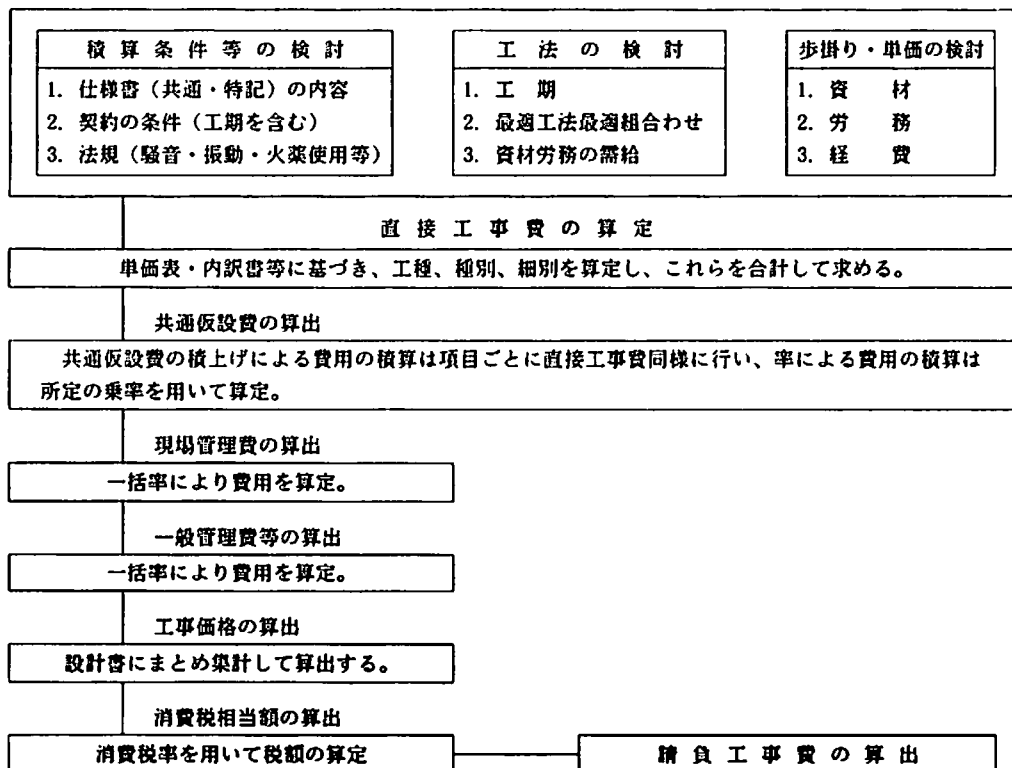 積算条件等の検討
1. 仕様書（共通・特記）の内容
2. 契約の条件（工期を含む）
3. 法規（騒音・振動・火薬使用等）
工法の検討
1. 工期
2. 最適工法最適組合わせ
3. 資材労務の需給
歩掛り・単価の検討
1. 資材
2. 労務
3. 経費
直接工事費の算定
単価表・内訳書等に基づき、工種、種別、細別を算定し、これらを合計して求める。
共通仮設費の算出
共通仮設費の積上げによる費用の積算は項目ごとに直接工事費同様に行い、率による費用の積算は
所定の乗率を用いて算定。
現場管理費の算出
一括率により費用を算定。
一般管理費等の算出
一括率により費用を算定。
工事価格の算出
設計書にまとめ集計して算出する。
消費税相当額の算出
消費税率を用いて税額の算定
請負工事費の算出